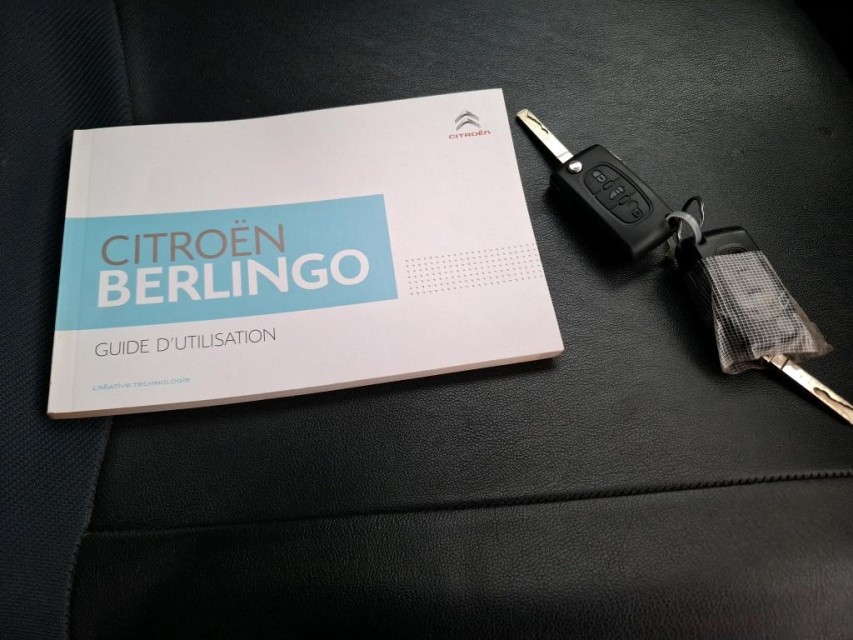 CITROËN
CITROËN
BERLINGO
GUIDE D'UTILISATION
CRÉATIVE TECHNOLOGIE